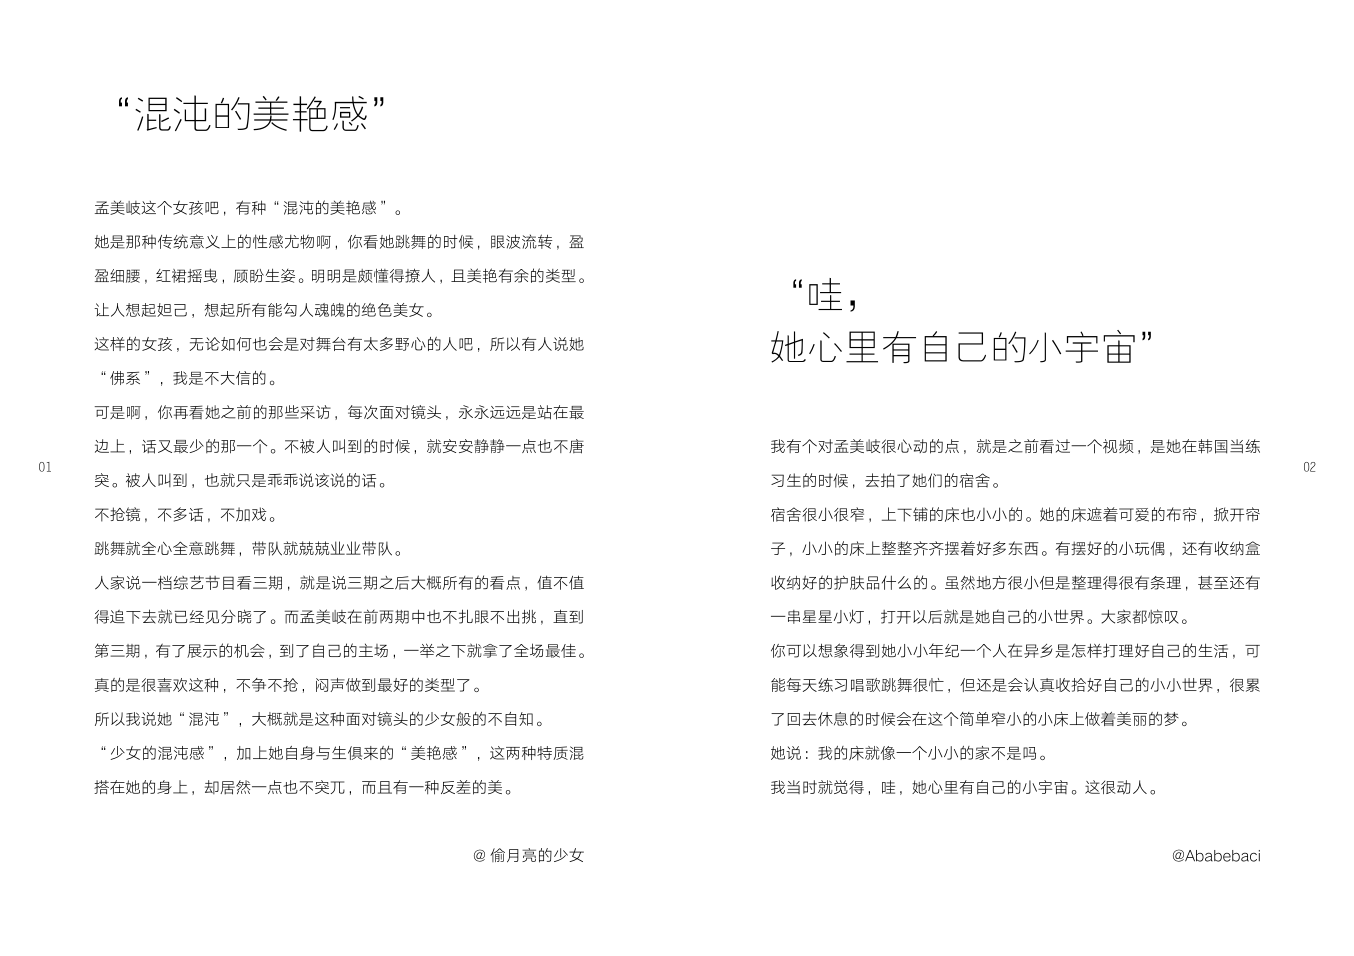 “混沌的美艳感”
孟美岐这个女孩吧，有种“混沌的美艳感”。
她是那种传统意义上的性感尤物啊，你看她跳舞的时候，眼波流转，盈
盈细腰，红裙摇曳，顾盼生姿。明明是颇懂得撩人，且美艳有余的类型。
让人想起妲己，想起所有能勾人魂魄的绝色美女。
这样的女孩，无论如何也会是对舞台有太多野心的人吧，所以有人说她
“佛系”，我是不大信的。
可是啊，你再看她之前的那些采访，每次面对镜头，永永远远是站在最
边上，话又最少的那一个。不被人叫到的时候，就安安静静一点也不唐
突。被人叫到，也就只是乖乖说该说的话。
不抢镜，不多话，不加戏。
跳舞就全心全意跳舞，带队就兢兢业业带队。
人家说一档综艺节目看三期，就是说三期之后大概所有的看点，值不值
得追下去就已经见分晓了。而孟美岐在前两期中也不扎眼不出挑，直到
第三期，有了展示的机会，到了自己的主场，一举之下就拿了全场最佳。
真的是很喜欢这种，不争不抢，闷声做到最好的类型了。
所以我说她“混沌”，大概就是这种面对镜头的少女般的不自知。
“少女的混沌感”，加上她自身与生俱来的“美艳感”，这两种特质混
搭在她的身上，却居然一点也不突兀，而且有一种反差的美。
@ 偷月亮的少女
01
“哇，
她心里有自己的小宇宙”
我有个对孟美岐很心动的点，就是之前看过一个视频，是她在韩国当练
习生的时候，去拍了她们的宿舍。
宿舍很小很窄，上下铺的床也小小的。她的床遮着可爱的布帘，掀开帘
子，小小的床上整整齐齐摆着好多东西。有摆好的小玩偶，还有收纳盒
收纳好的护肤品什么的。虽然地方很小但是整理得很有条理，甚至还有
一串星星小灯，打开以后就是她自己的小世界。大家都惊叹。
你可以想象得到她小小年纪一个人在异乡是怎样打理好自己的生活，可
能每天练习唱歌跳舞很忙，但还是会认真收拾好自己的小小世界，很累
了回去休息的时候会在这个简单窄小的小床上做着美丽的梦。
她说：我的床就像一个小小的家不是吗。
我当时就觉得，哇，她心里有自己的小宇宙。这很动人。
@Ababebaci
02